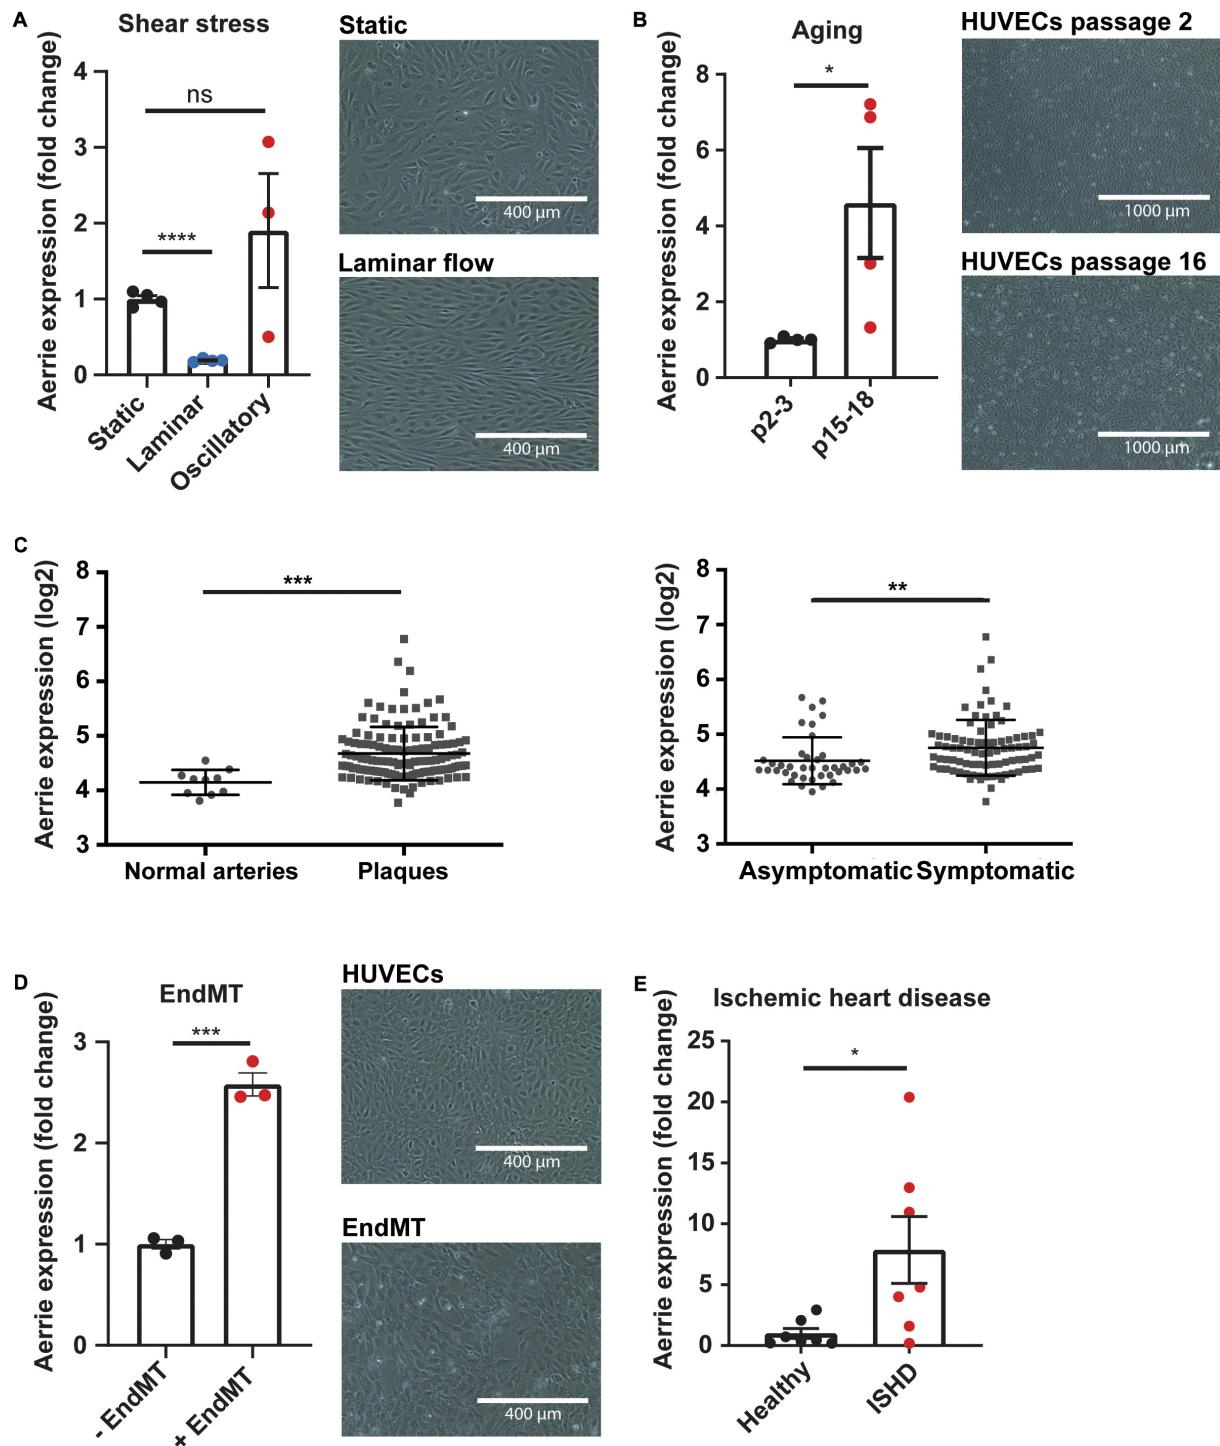 A
Shear stress
Aerrie expression (fold change)
4
3
2
1
0
ns
****
Static
Laminar
Oscillatory
Static
400 µm
Laminar flow
400 µm
B
Aging
Aerrie expression (fold change)
8
6
4
2
0
*
p2-3
p15-18
HUVECs passage 2
1000 µm
HUVECs passage 16
1000 µm
C
Aerrie expression (log2)
8
7
6
5
4
3
***
Normal arteries
Plaques
Aerrie expression (log2)
8
7
6
5
4
3
**
Asymptomatic
Symptomatic
D
EndMT
Aerrie expression (fold change)
3
2
1
0
***
- EndMT
+ EndMT
HUVECs
400 µm
EndMT
400 µm
E
Ischemic heart disease
Aerrie expression (fold change)
25
20
15
10
5
0
*
Healthy
ISHD